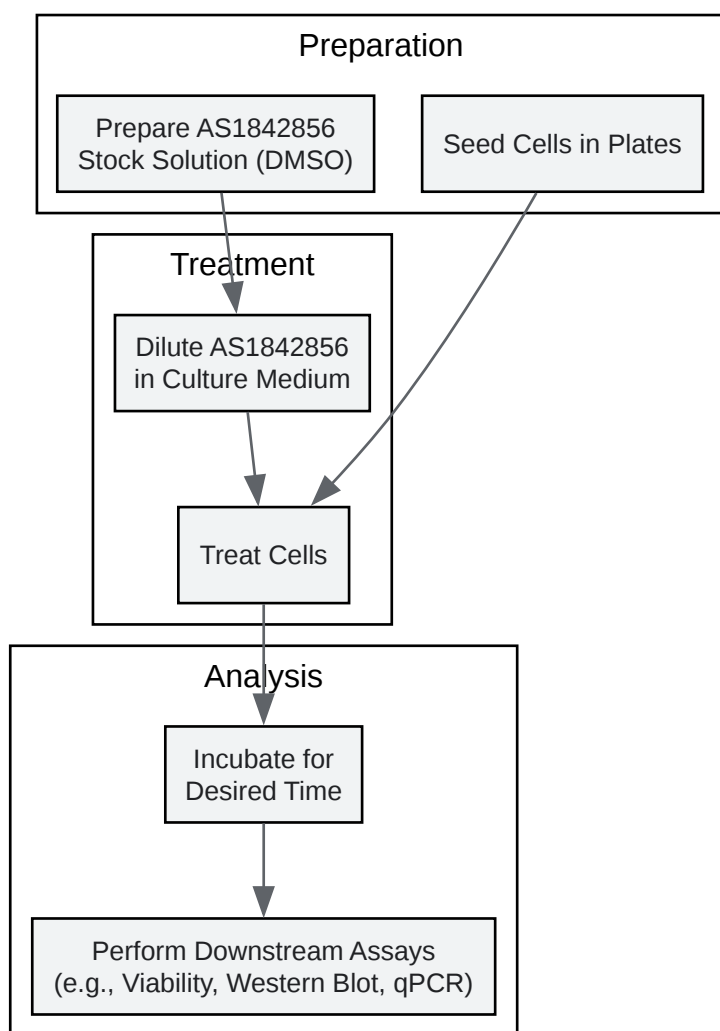 Preparation
Prepare AS1842856
Stock Solution (DMSO)
Seed Cells in Plates
Treatment
Dilute AS1842856
in Culture Medium
Treat Cells
Analysis
Incubate for
Desired Time
Perform Downstream Assays
(e.g., Viability, Western Blot, qPCR)